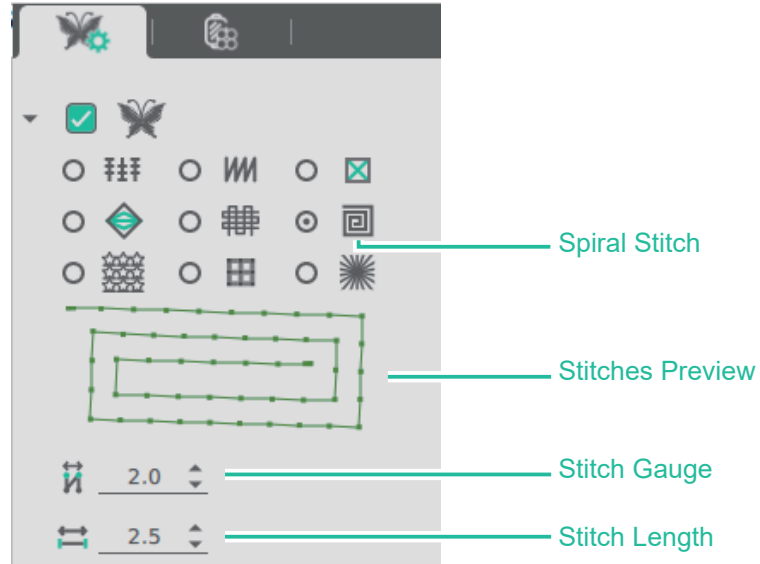 Spiral Stitch
Stitches Preview
2.0
Stitch Gauge
2.5
Stitch Length